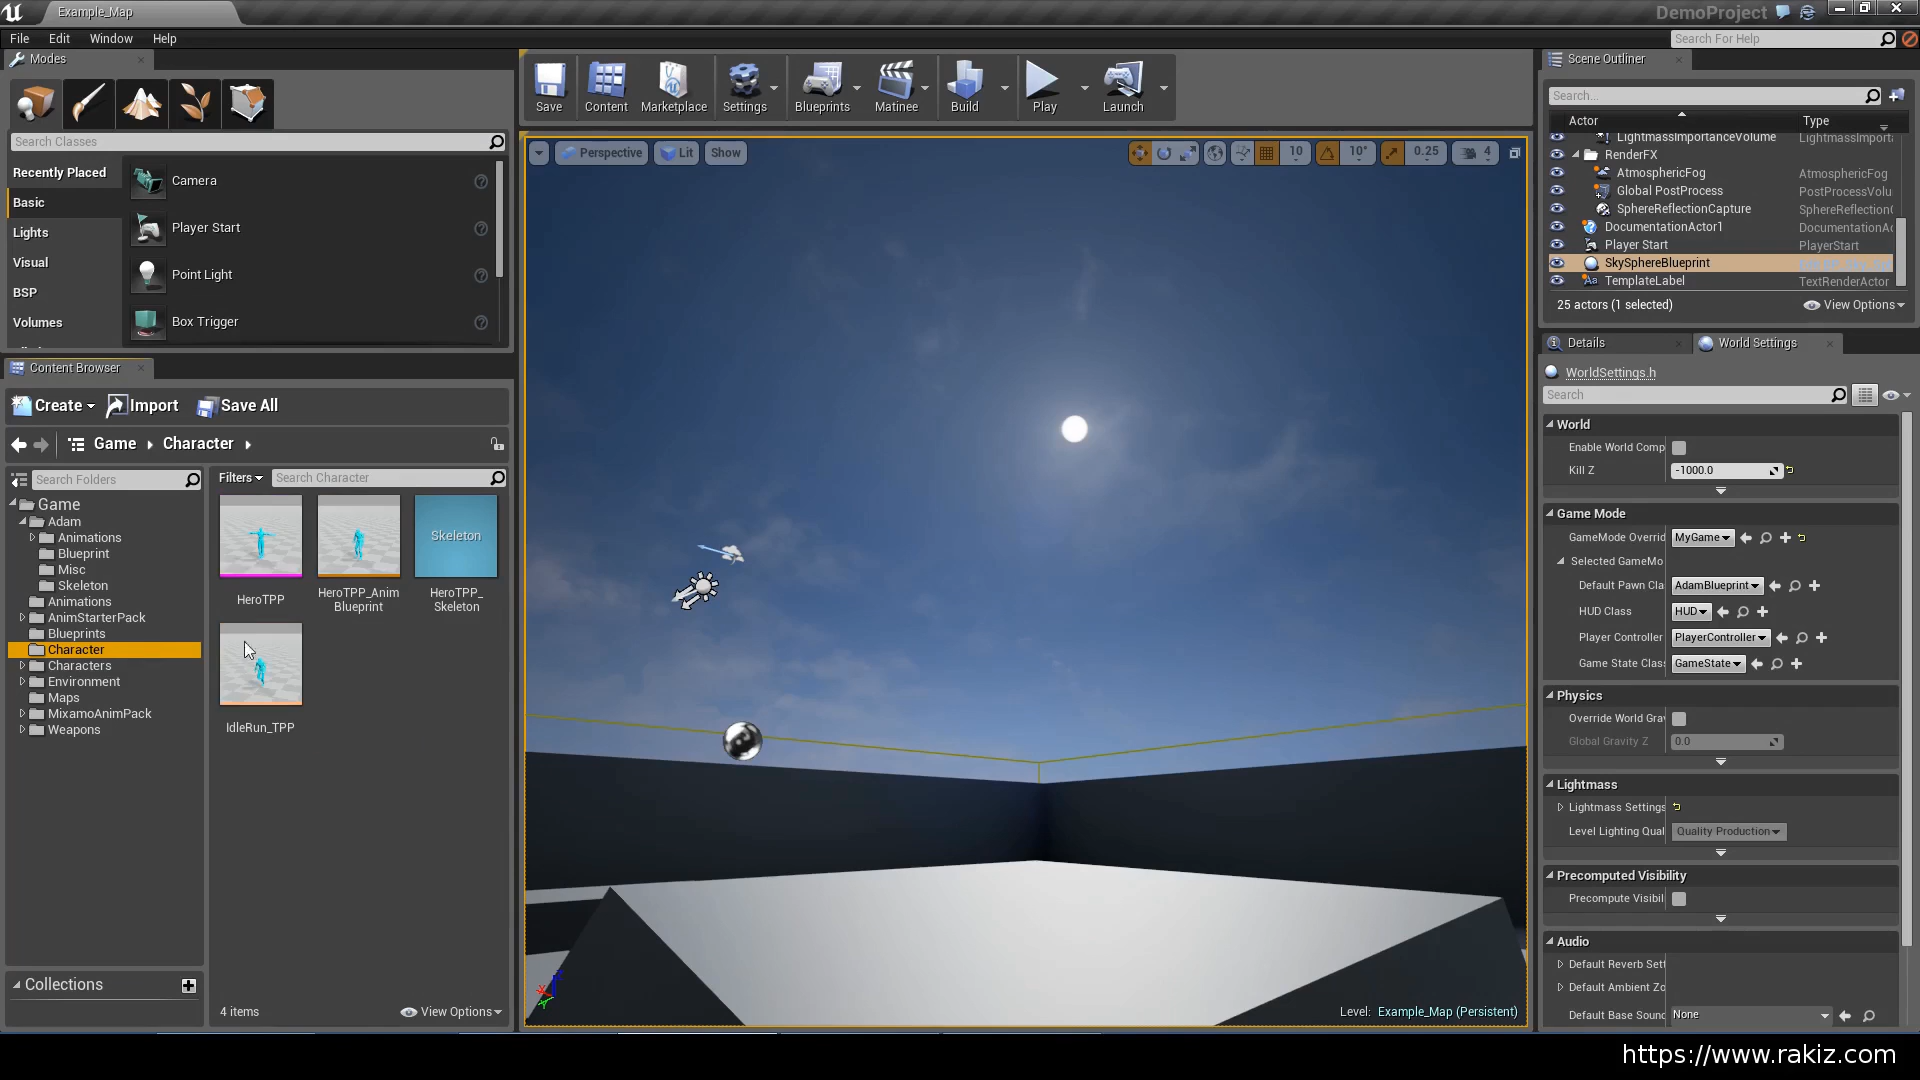 Example_Map
DemoProject
File Edit Window Help
Search For Help
Modes
Search Classes
Recently Placed
Basic
Lights
Visual
BSP
Volumes
Camera
Player Start
Point Light
Box Trigger
Save Content Marketplace Settings Blueprints Matinee Build Play Launch
Perspective Lit Show
10 10° 0.25 4
Content Browser
Create Import Save All
Game Character
Search Folders
Game
Adam
Animations
Blueprint
Misc
Skeleton
Animations
AnimStarterPack
Blueprints
Character
Characters
Environment
Maps
MixamoAnimPack
Weapons
Collections
Filters
Search Character
Skeleton
HeroTPP
HeroTPP_Anim
Blueprint
HeroTPP_
Skeleton
IdleRun_TPP
4 items
View Options
Level: Example_Map (Persistent)
Scene Outliner
Search...
Actor Type
LightmassImportanceVolume LightmassImport
RenderFX
AtmosphericFog AtmosphericFog
Global PostProcess PostProcessVolu
SphereReflectionCapture SphereReflection
DocumentationActor1 DocumentationAc
Player Start PlayerStart
SkySphereBlueprint
TemplateLabel TextRenderActor
25 actors (1 selected)
View Options
Details World Settings
WorldSettings.h
Search
World
Enable World Comp
Kill Z -1000.0
Game Mode
GameMode Overrid MyGame
Selected GameMo
Default Pawn Cla AdamBlueprint
HUD Class HUD
Player Controller PlayerController
Game State Clas GameState
Physics
Override World Gra
Global Gravity Z 0.0
Lightmass
Lightmass Settings
Level Lighting Qual Quality Production
Precomputed Visibility
Precompute Visibil
Audio
Default Reverb Sett
Default Ambient Zo
Default Base Soun None
https://www.rakiz.com